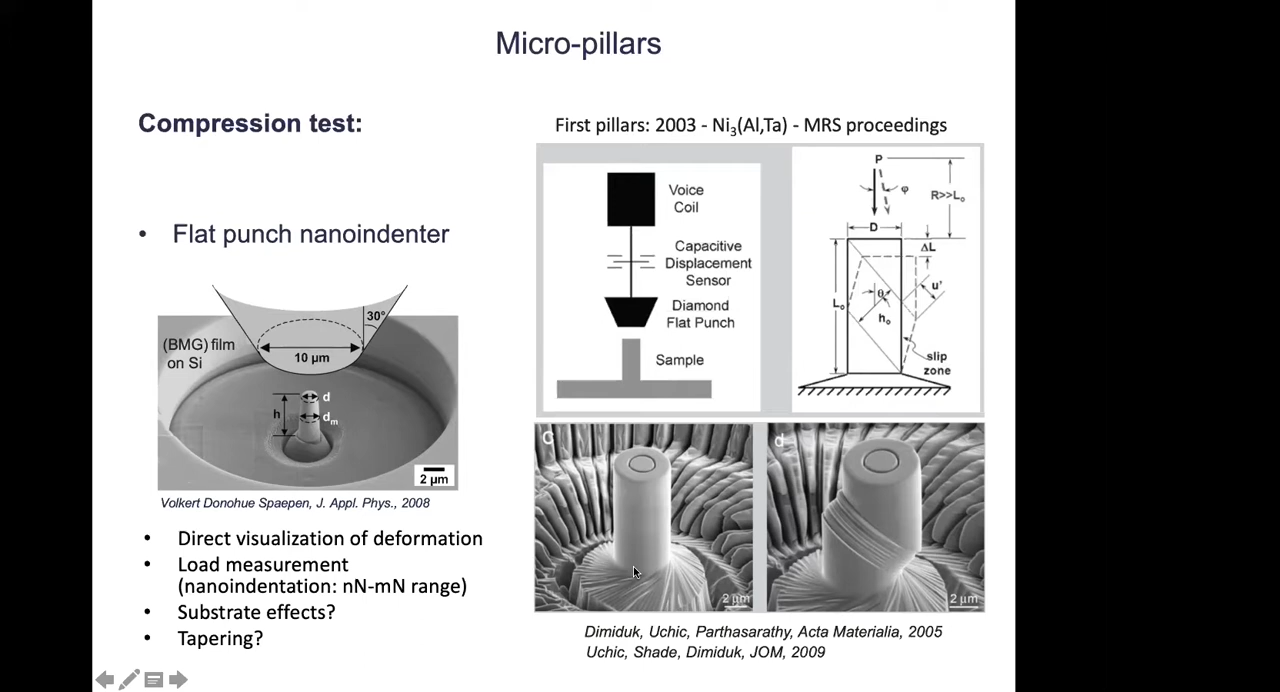 Micro-pillars
Compression test:
• Flat punch nanoindenter
(BMG) film
on Si
30°
10 µm
h
d
dm
2 µm
Volkert Donohue Spaepen, J. Appl. Phys., 2008
• Direct visualization of deformation
• Load measurement
(nanoindentation: nN-mN range)
• Substrate effects?
• Tapering?
First pillars: 2003 - Ni₃(Al,Ta) - MRS proceedings
Voice
Coil
Capacitive
Displacement
Sensor
Diamond
Flat Punch
Sample
P
φ
R>>Lₒ
D
ΔL
Lₒ
θ
u'
hₒ
slip
zone
C
2 µm
d
2 µm
Dimiduk, Uchic, Parthasarathy, Acta Materialia, 2005
Uchic, Shade, Dimiduk, JOM, 2009